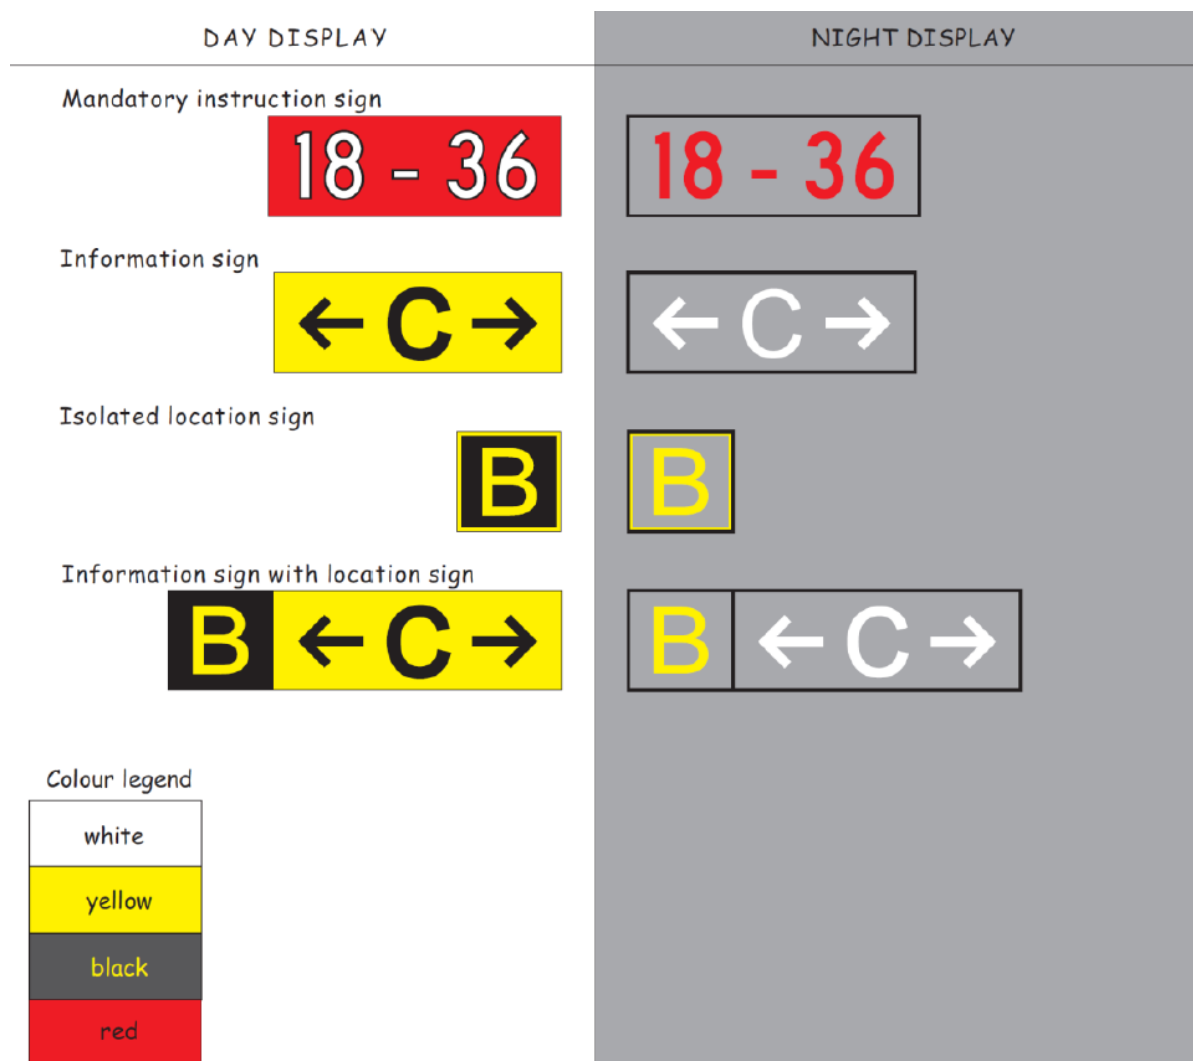 DAY DISPLAY
NIGHT DISPLAY
Mandatory instruction sign
18 - 36
18 - 36
Information sign
← C →
← C →
Isolated location sign
B
B
Information sign with location sign
B ← C →
B ← C →
Colour legend
white
yellow
black
red